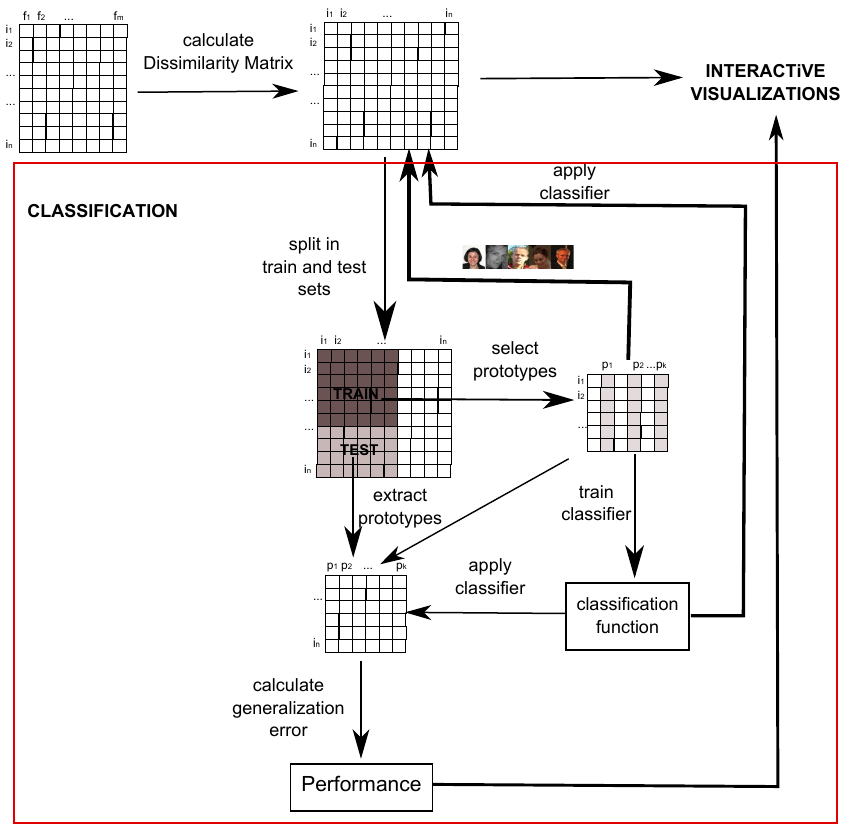 f1 f2 ... fm
i1
i2
...
...
in
calculate
Dissimilarity Matrix
i1 i2 ... in
i1
i2
...
...
in
INTERACTiVE
VISUALIZATIONS
CLASSIFICATION
apply
classifier
split in
train and test
sets
i1 i2 ... in
i1
i2
...
...
in
TRAIN
TEST
select
prototypes
p1 p2 ...pk
i1
i2
...
in
extract
prototypes
train
classifier
p1 p2 ... pk
...
in
apply
classifier
classification
function
calculate
generalization
error
Performance